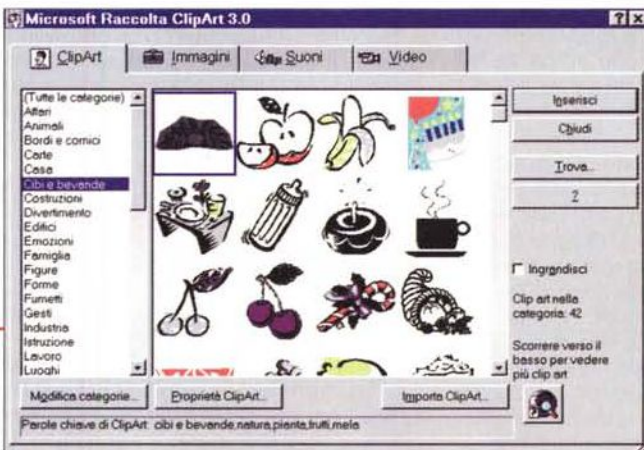 Microsoft Raccolta ClipArt 3.0
ClipArt
Immagini
Suoni
Video
(Tutte le categorie)
Affari
Animali
Bordi e cornici
Carte
Casa
Cibi e bevande
Costruzioni
Divertimento
Edifici
Emozioni
Famiglia
Figure
Forme
Fumetti
Gesti
Industria
Istruzione
Lavoro
Luoghi
Inserisci
Chiudi
Trova...
?
Ingrandisci
Clip art nella
categoria: 42
Scorrere verso il
basso per vedere
più clip art
Modifica categorie...
Proprietà ClipArt...
Importa ClipArt...
Parole chiave di ClipArt: cibi e bevande,natura,pianta,frutti,mela